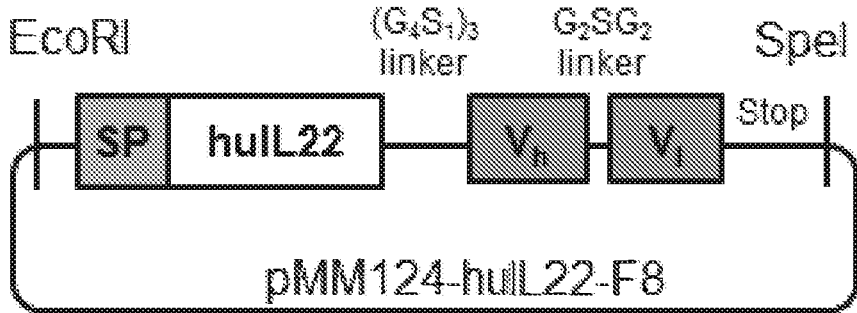 EcoRI
(G₄S₁)₃
linker
G₂SG₂
linker
SpeI
Stop
SP
huIL22
Vₕ
Vₗ
pMM124-huIL22-F8